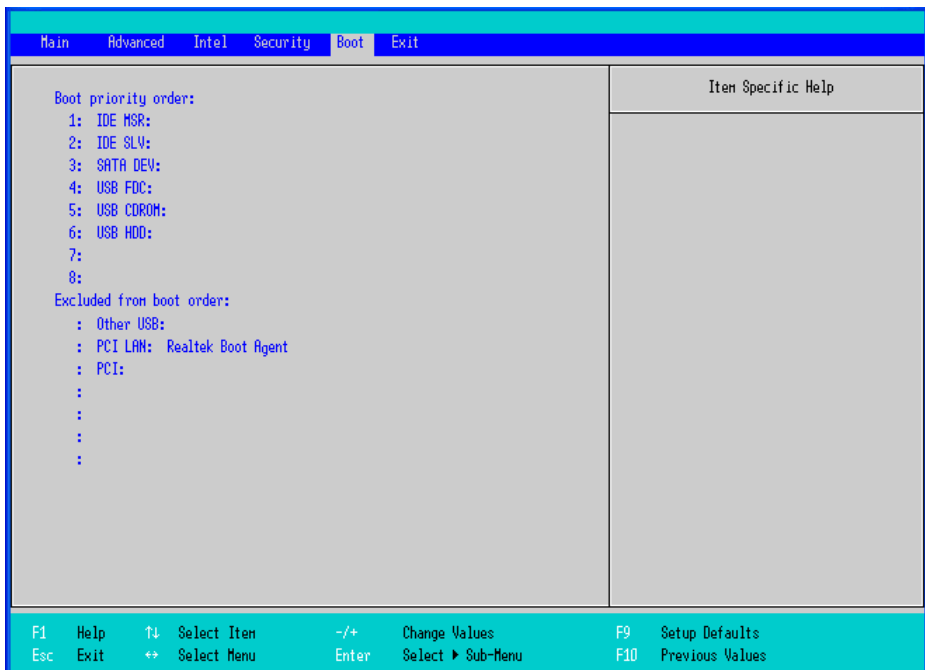 Main Advanced Intel Security Boot Exit
Item Specific Help
Boot priority order:
1: IDE MSR:
2: IDE SLV:
3: SATA DEV:
4: USB FDC:
5: USB CDROM:
6: USB HDD:
7:
8:
Excluded from boot order:
: Other USB:
: PCI LAN: Realtek Boot Agent
: PCI:
:
:
:
:
F1 Help ↑↓ Select Item -/+ Change Values F9 Setup Defaults
Esc Exit ↔ Select Menu Enter Select ▶ Sub-Menu F10 Previous Values